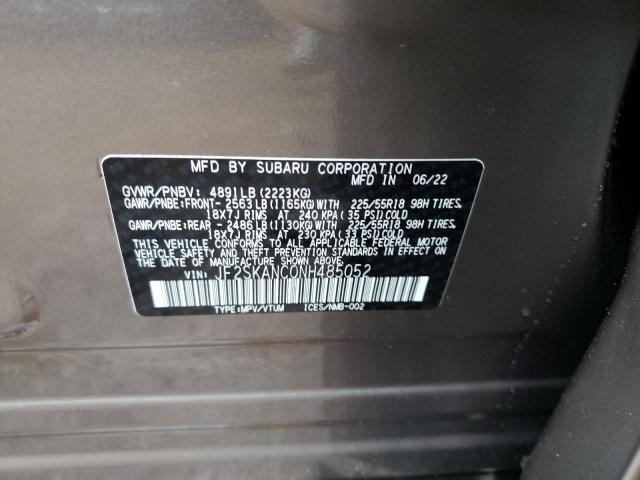 MFD BY SUBARU CORPORATION
MFD IN 06/22
GVWR/PNBV: 4891LB (2223KG)
GAWR/PNBE:FRONT- 2563LB(1165KG)WITH 225/55R18 98H TIRES,
18X7J RIMS AT 240 KPA( 35 PSI)COLD
GAWR/PNBE:REAR -2486LB(1130KG)WITH 225/55R18 98H TIRES,
18X7J RIMS AT 230 KPA( 33 PSI)COLD
THIS VEHICLE CONFORMS TO ALL APPLICABLE FEDERAL MOTOR
VEHICLE SAFETY AND THEFT PREVENTION STANDARDS IN EFFECT
ON THE DATE OF MANUFACTURE SHOWN ABOVE.
VIN:JF2SKANC0NH485052
TYPE:MPV/VTUM ICES/NMB-002